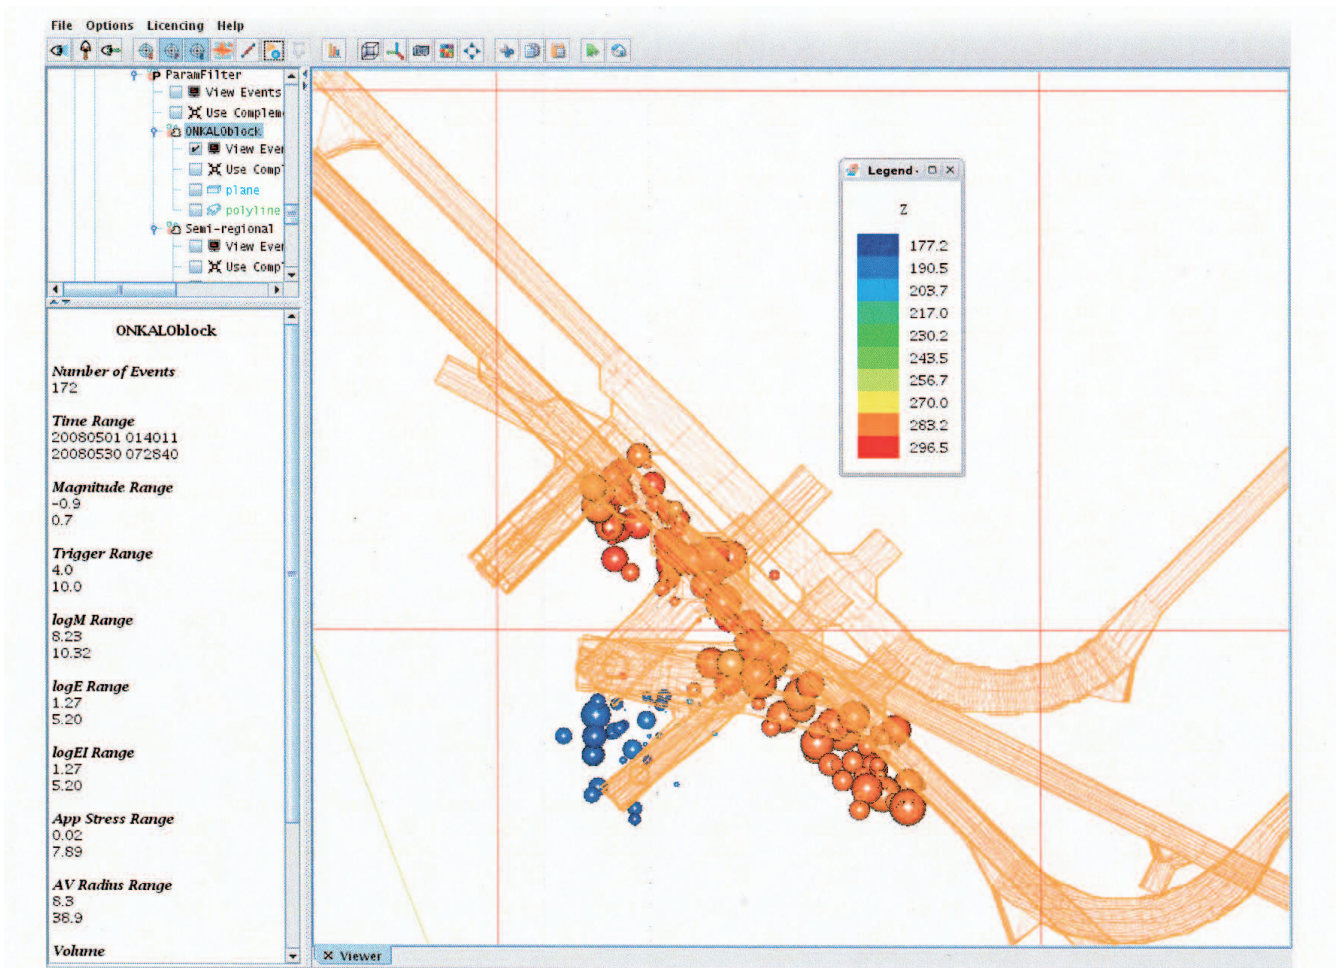 File Options Licencing Help
ParamFilter
View Events
Use Complem
ONKALOblock
View Ever
Use Comp
plane
polyline
Semi-regional
View Ever
Use Comp
ONKALOblock
Number of Events
172
Time Range
20080501 014011
20080530 072840
Magnitude Range
-0.9
0.7
Trigger Range
4.0
10.0
logM Range
8.23
10.32
logE Range
1.27
5.20
logEI Range
1.27
5.20
App Stress Range
0.02
7.89
AV Radius Range
8.3
38.9
Volume
Legend
Z
177.2
190.5
203.7
217.0
230.2
243.5
256.7
270.0
283.2
296.5
Viewer